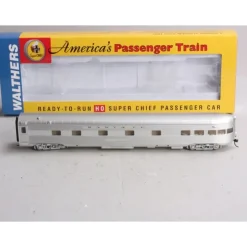 WALTHERS
America's Passenger Train
READY-TO-RUN HO SUPER CHIEF PASSENGER CAR